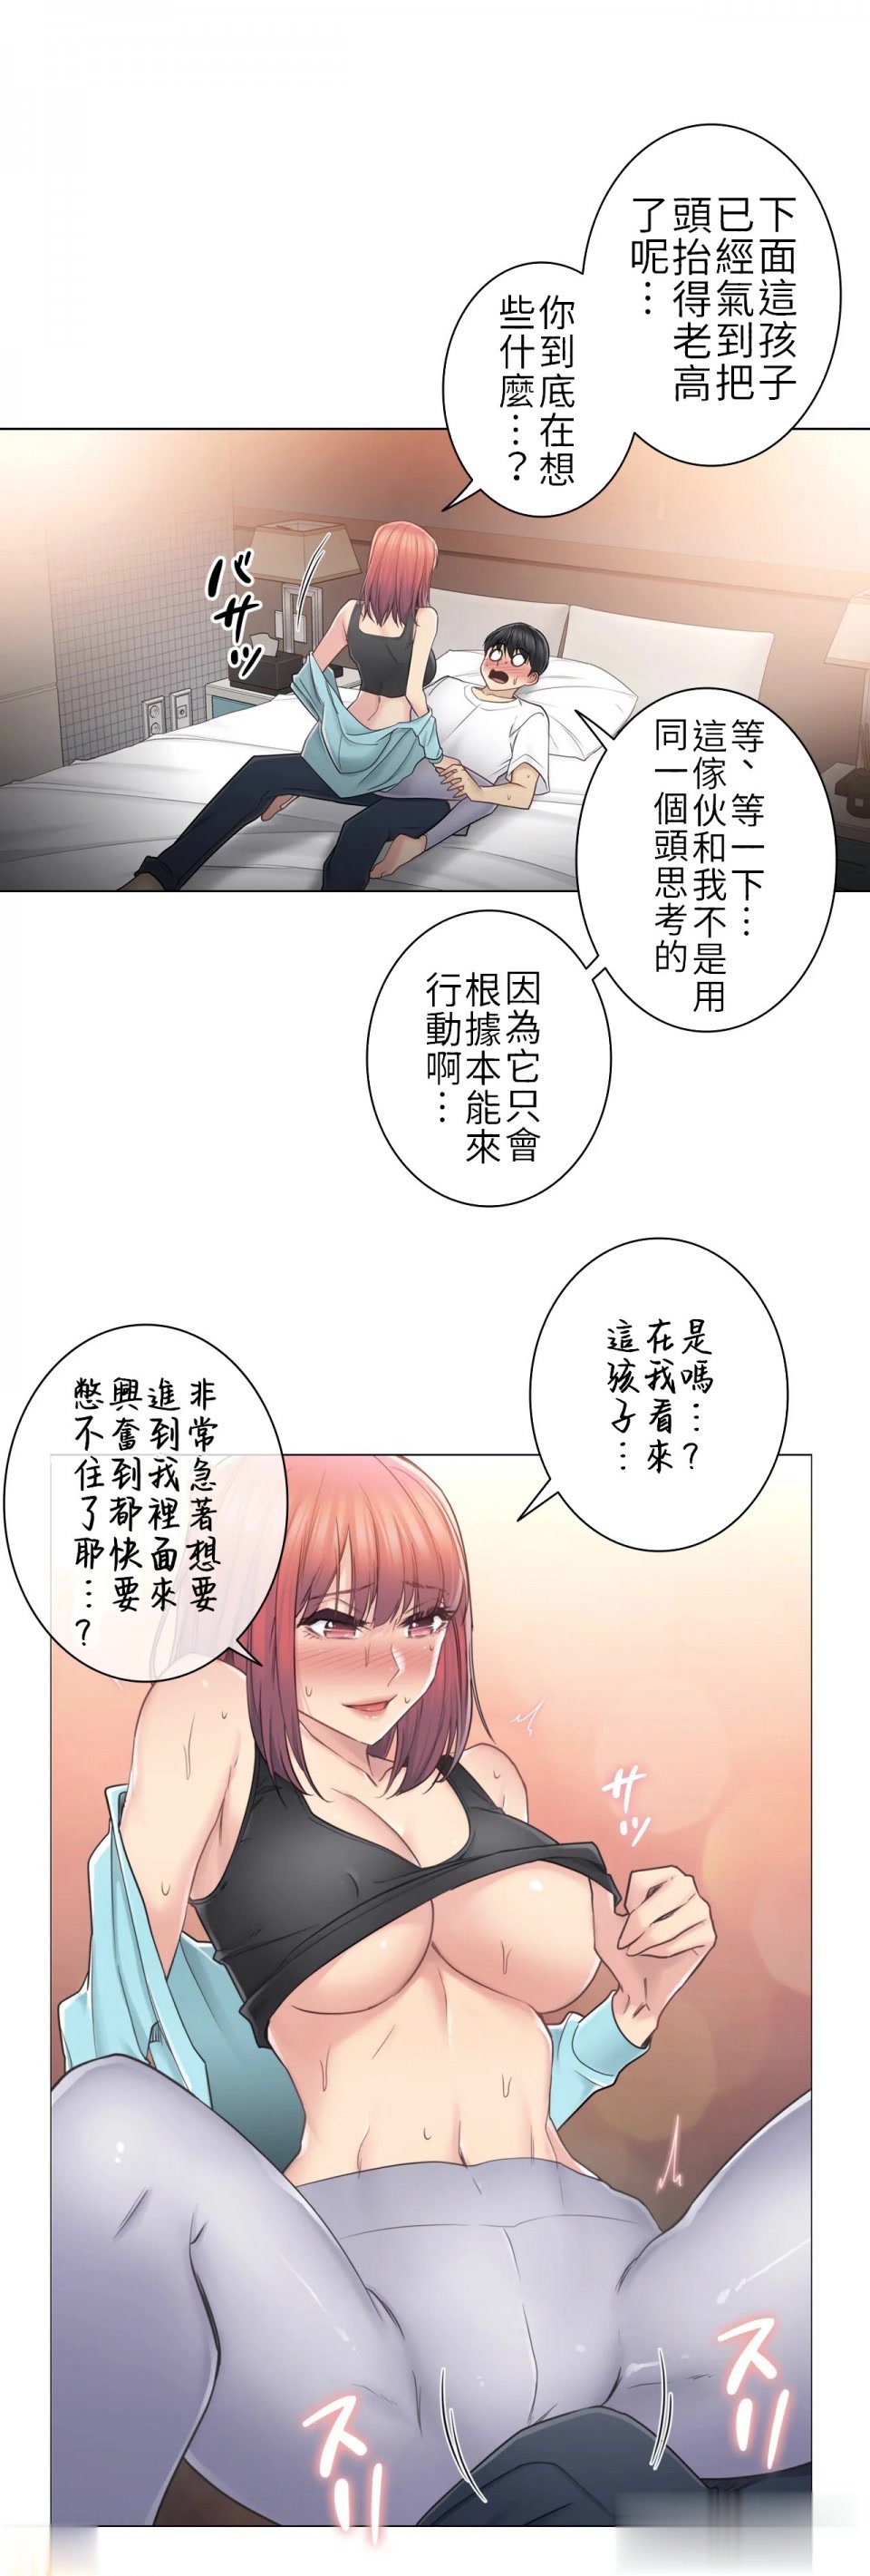 下面這孩子
已經氣到把
頭抬得老高
了呢…
你到底在想
些什麼…？
バサッ
等、等一下…
這傢伙和我不是用
同一個頭思考的
因為它只會
根據本能來
行動啊…
是嗎…？
在我看來
這孩子…
非常急著想要
進到我裡面來
興奮到都快要
憋不住了耶…？
サッ
スリ
スリ